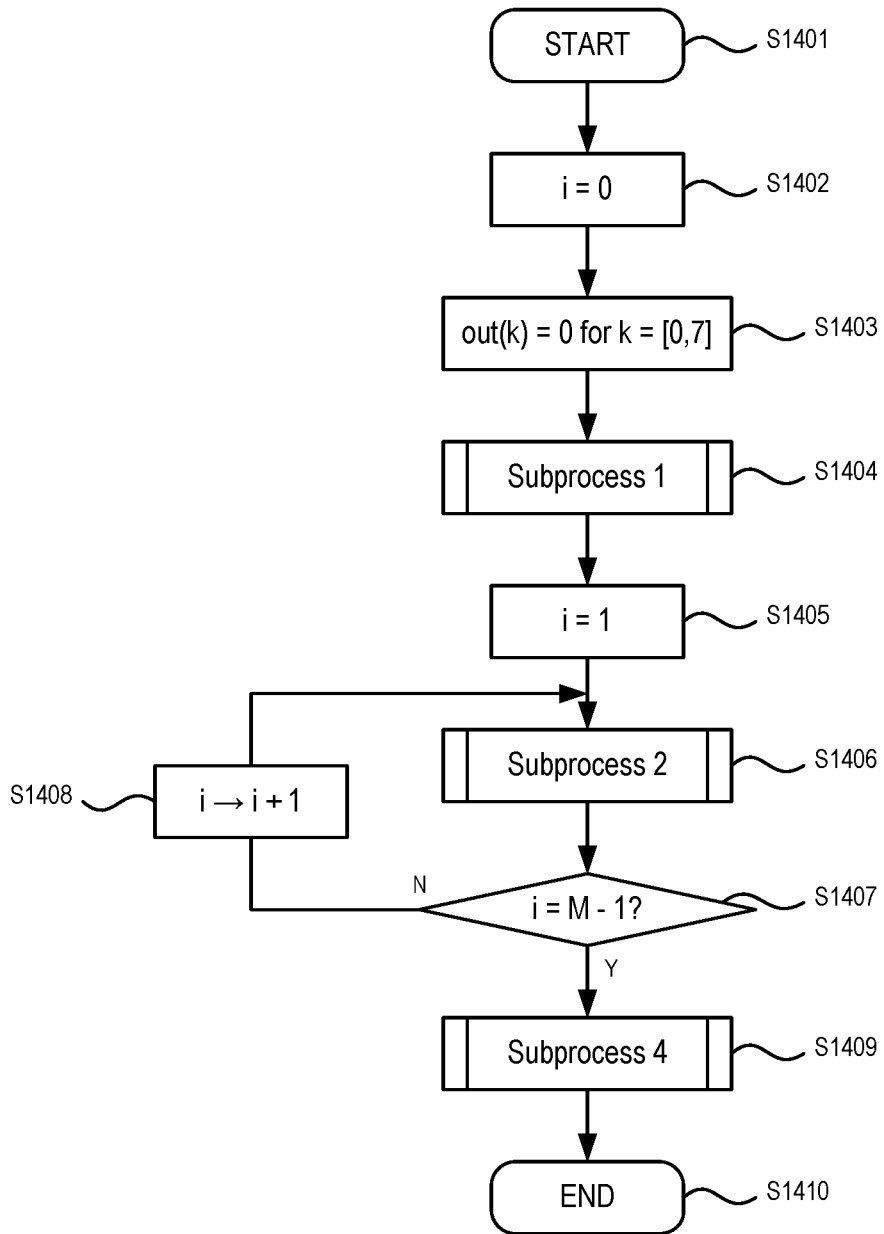 START
S1401
i = 0
S1402
out(k) = 0 for k = [0,7]
S1403
Subprocess 1
S1404
i = 1
S1405
Subprocess 2
S1406
S1408
i → i + 1
N
i = M - 1?
S1407
Y
Subprocess 4
S1409
END
S1410